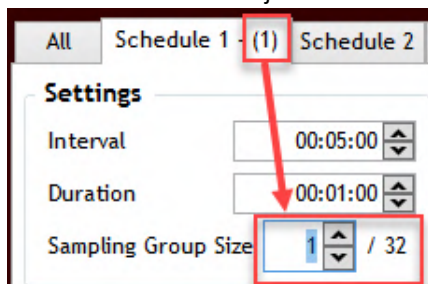 All Schedule 1 - (1) Schedule 2
Settings
Interval 00:05:00
Duration 00:01:00
Sampling Group Size 1 / 32